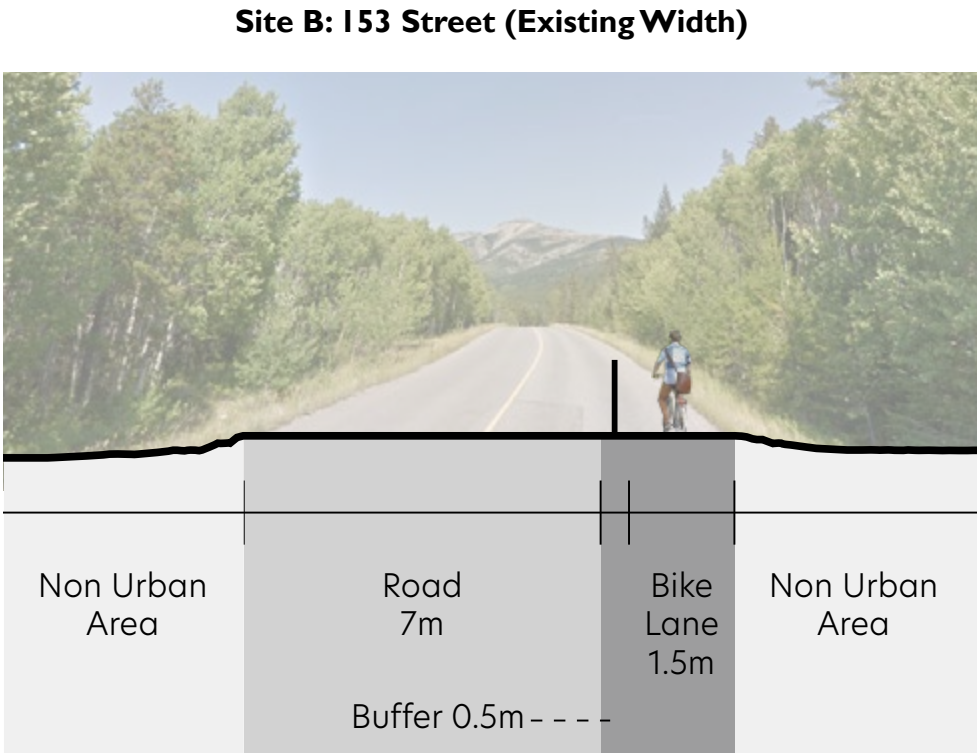 Site B: 153 Street (Existing Width)
Non Urban
Area
Road
7m
Bike
Lane
1.5m
Non Urban
Area
Buffer 0.5m